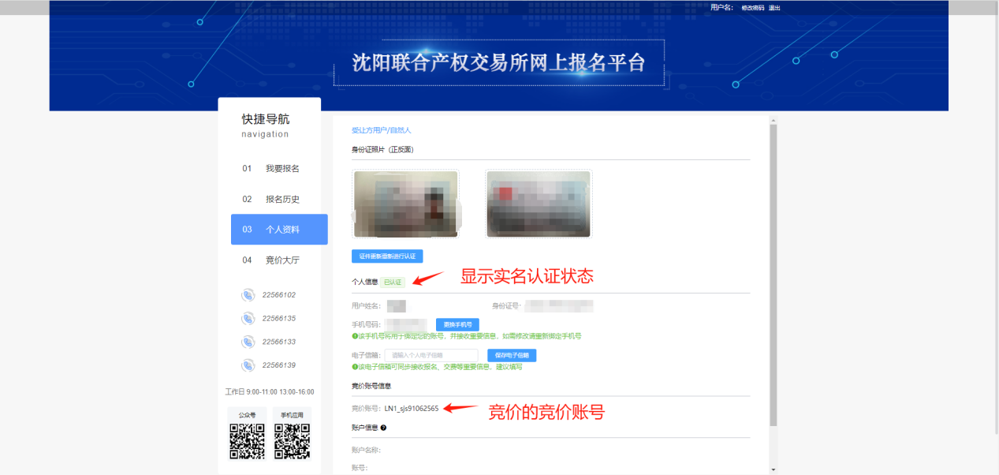 用户名： 修改密码 退出
沈阳联合产权交易所网上报名平台
快捷导航
navigation
01 我要报名
02 报名历史
03 个人资料
04 竞价大厅
22566102
22566135
22566133
22566139
工作日 9:00-11:00 13:00-16:00
公众号 手机应用
受让方用户/自然人
身份证照片（正反面）
证件更新重新进行认证
个人信息 已认证
显示实名认证状态
用户姓名： 身份证号：
手机号码： 更换手机号
该手机号将用于绑定您的账号，并接收重要信息，如需修改请重新绑定手机号
电子信箱： 请输入个人电子信箱 保存电子信箱
该电子信箱可同步接收报名、交费等重要信息，建议填写
竞价账号信息
竞价账号： LN1_sjs91062565
竞价的竞价账号
账户信息
账户名称：
账号：